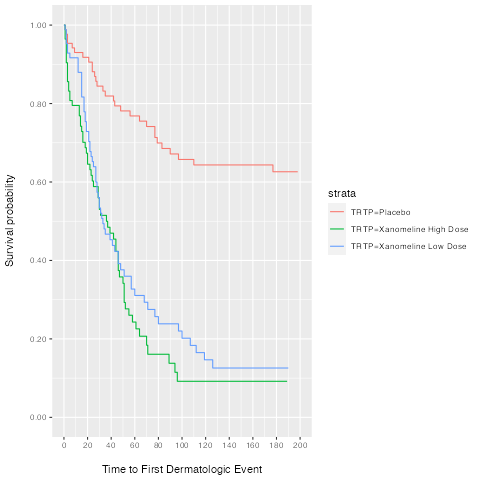 1.00
0.80
0.60
0.40
0.20
0.00
Survival probability
0 20 40 60 80 100 120 140 160 180 200
Time to First Dermatologic Event
strata
TRTP=Placebo
TRTP=Xanomeline High Dose
TRTP=Xanomeline Low Dose